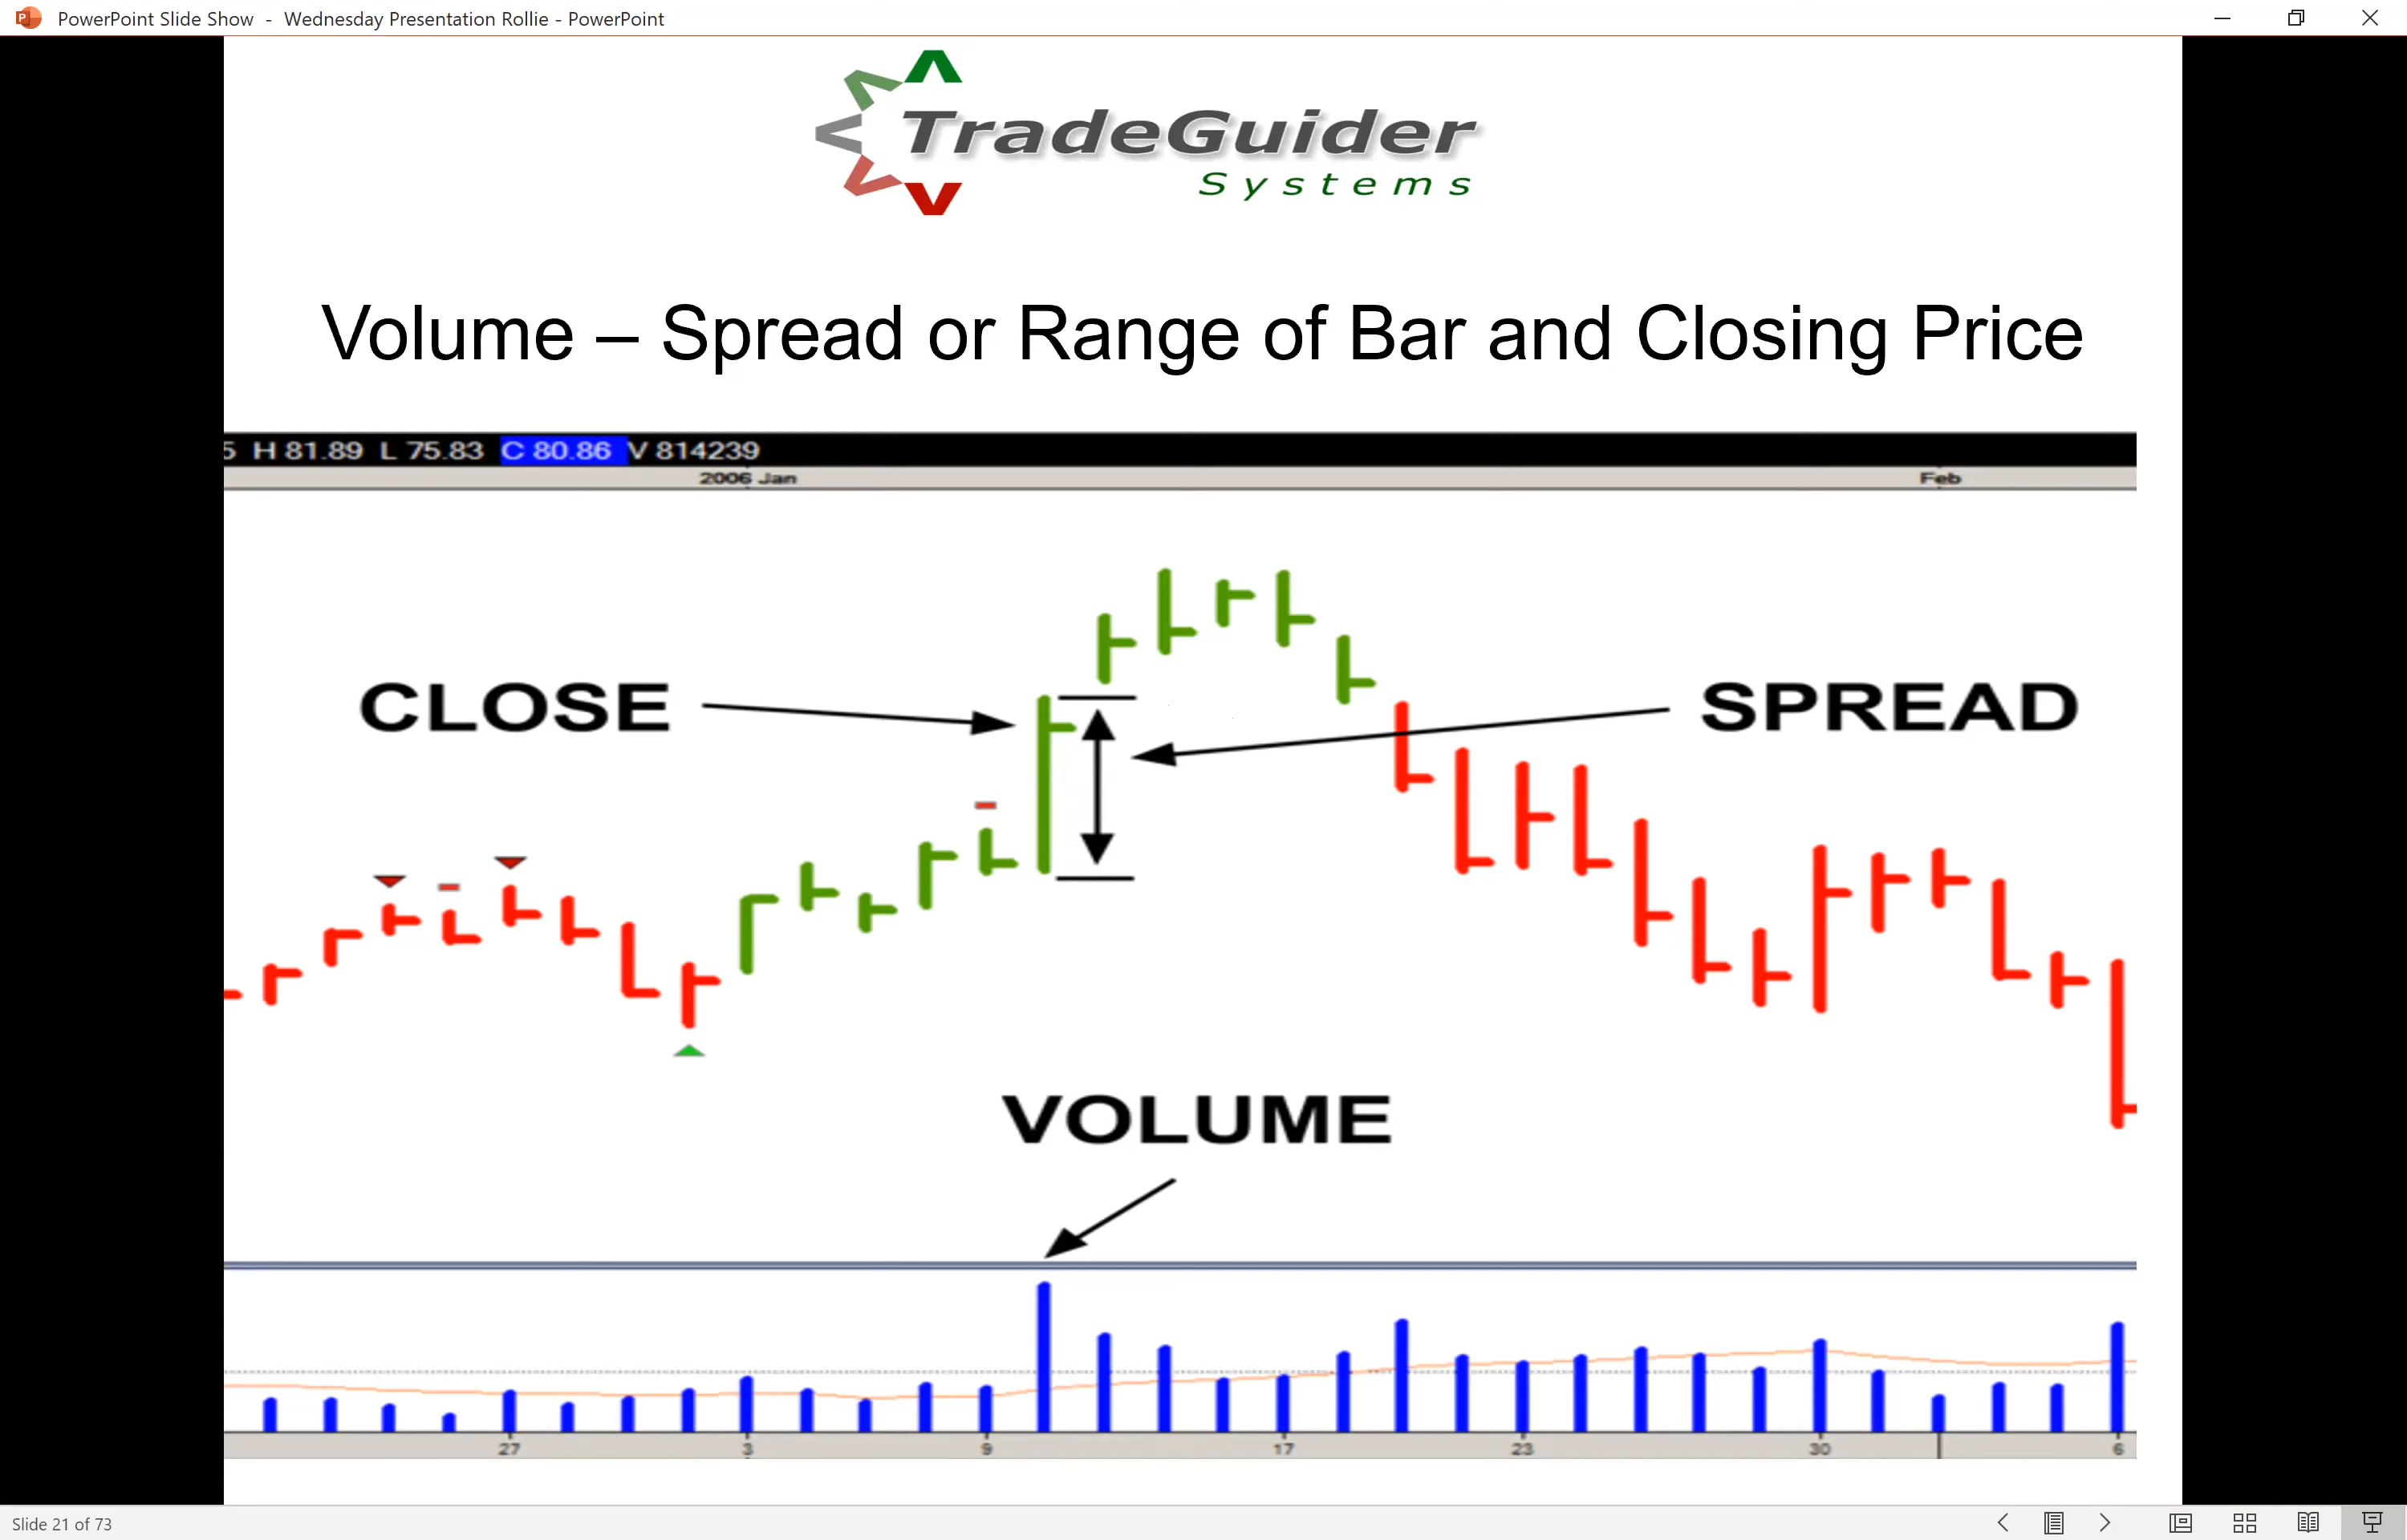 PowerPoint Slide Show - Wednesday Presentation Rollie - PowerPoint
TradeGuider
Systems
Volume – Spread or Range of Bar and Closing Price
5 H 81.89 L 75.83 C 80.86 V 814239
2006 Jan Feb
CLOSE SPREAD
VOLUME
27 3 9 17 23 30 6
Slide 21 of 73